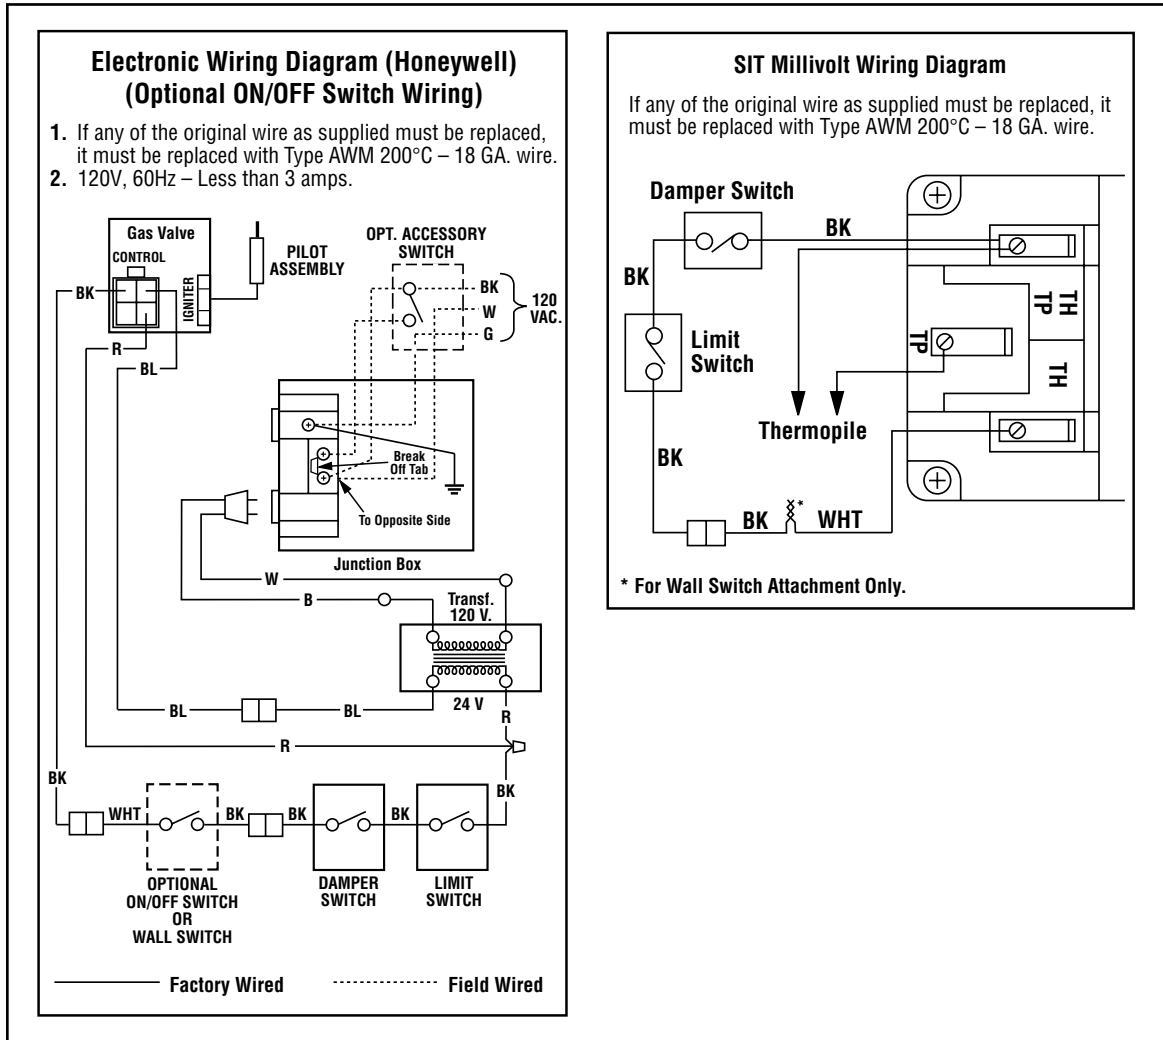 Electronic Wiring Diagram (Honeywell)
(Optional ON/OFF Switch Wiring)
1. If any of the original wire as supplied must be replaced,
it must be replaced with Type AWM 200°C – 18 GA. wire.
2. 120V, 60Hz – Less than 3 amps.
Gas Valve
CONTROL
IGNITER
PILOT
ASSEMBLY
OPT. ACCESSORY
SWITCH
BK
BK
W
G
120
VAC.
R
BL
Break
Off Tab
To Opposite Side
Junction Box
W
B
Transf.
120 V.
24 V
BL
BL
R
R
BK
BK
WHT
BK
BK
BK
OPTIONAL
ON/OFF SWITCH
OR
WALL SWITCH
DAMPER
SWITCH
LIMIT
SWITCH
Factory Wired
Field Wired
SIT Millivolt Wiring Diagram
If any of the original wire as supplied must be replaced, it
must be replaced with Type AWM 200°C – 18 GA. wire.
Damper Switch
BK
BK
Limit
Switch
TH
TP
TP
TH
Thermopile
BK
BK
*
WHT
* For Wall Switch Attachment Only.